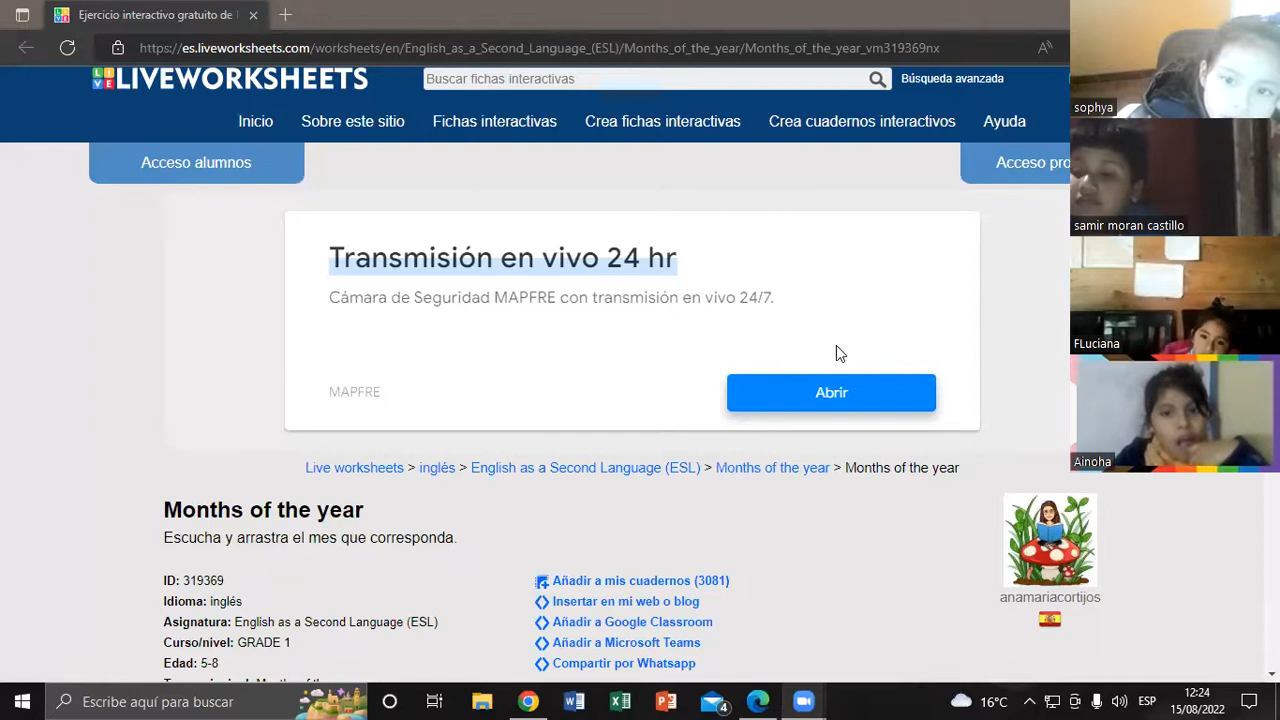 Ejercicio interactivo gratuito de
https://es.liveworksheets.com/worksheets/en/English_as_a_Second_Language_(ESL)/Months_of_the_year/Months_of_the_year_vm319369nx
LIVEWORKSHEETS
Buscar fichas interactivas
Búsqueda avanzada
Inicio
Sobre este sitio
Fichas interactivas
Crea fichas interactivas
Crea cuadernos interactivos
Ayuda
Acceso alumnos
Acceso pro
Transmisión en vivo 24 hr
Cámara de Seguridad MAPFRE con transmisión en vivo 24/7.
MAPFRE
Abrir
Live worksheets > inglés > English as a Second Language (ESL) > Months of the year > Months of the year
Months of the year
Escucha y arrastra el mes que corresponda.
ID: 319369
Idioma: inglés
Asignatura: English as a Second Language (ESL)
Curso/nivel: GRADE 1
Edad: 5-8
Añadir a mis cuadernos (3081)
Insertar en mi web o blog
Añadir a Google Classroom
Añadir a Microsoft Teams
Compartir por Whatsapp
anamariacortijos
sophya
samir moran castillo
FLuciana
Ainoha
Escribe aquí para buscar
4
16°C
ESP
12:24
15/08/2022